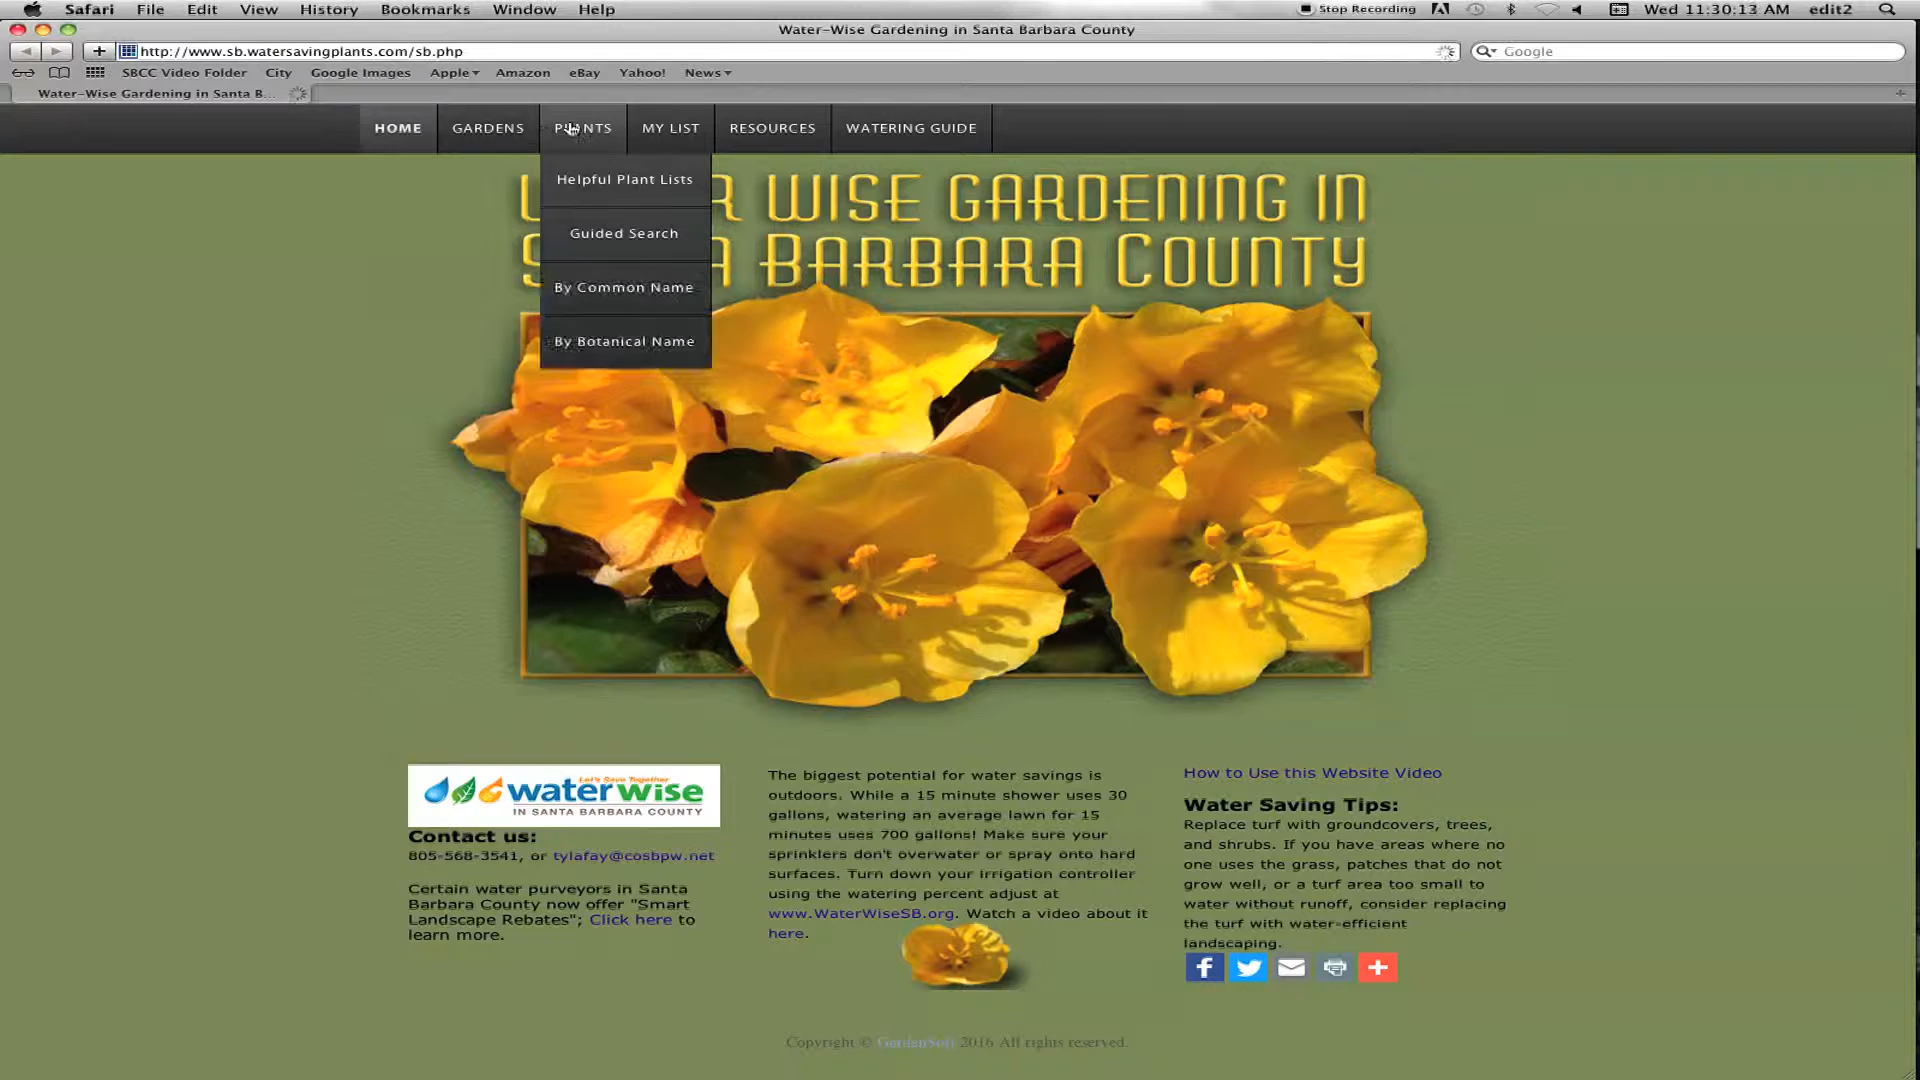 Safari File Edit View History Bookmarks Window Help Stop Recording Wed 11:30:13 AM edit2
Water-Wise Gardening in Santa Barbara County
http://www.sb.watersavingplants.com/sb.php Google
SBCC Video Folder City Google Images Apple Amazon eBay Yahoo! News
Water-Wise Gardening in Santa B...
HOME GARDENS PLANTS MY LIST RESOURCES WATERING GUIDE
Helpful Plant Lists
Guided Search
By Common Name
By Botanical Name
WISE GARDENING IN
BARBARA COUNTY
Let's Save Together
waterwise
IN SANTA BARBARA COUNTY
Contact us:
805-568-3541, or tylafay@cosbpw.net
Certain water purveyors in Santa
Barbara County now offer "Smart
Landscape Rebates"; Click here to
learn more.
The biggest potential for water savings is
outdoors. While a 15 minute shower uses 30
gallons, watering an average lawn for 15
minutes uses 700 gallons! Make sure your
sprinklers don't overwater or spray onto hard
surfaces. Turn down your irrigation controller
using the watering percent adjust at
www.WaterWiseSB.org. Watch a video about it
here.
How to Use this Website Video
Water Saving Tips:
Replace turf with groundcovers, trees,
and shrubs. If you have areas where no
one uses the grass, patches that do not
grow well, or a turf area too small to
water without runoff, consider replacing
the turf with water-efficient
landscaping.
Copyright © GardenSoft 2016 All rights reserved.